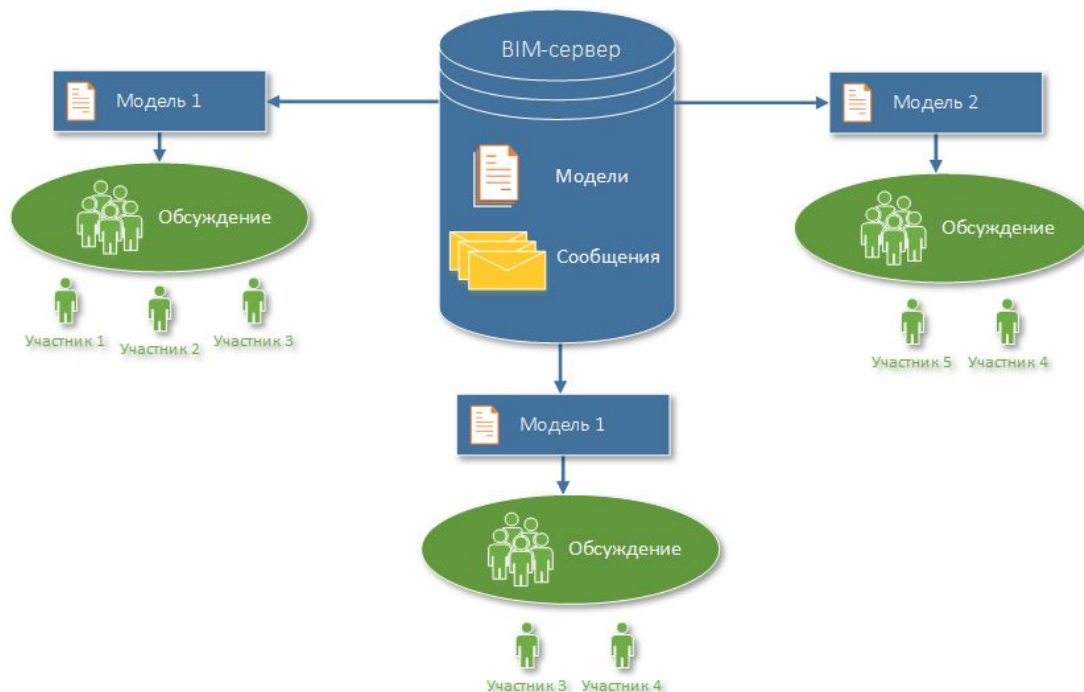 BIM-сервер
Модель 1
Модель 2
Модели
Обсуждение
Обсуждение
Сообщения
Участник 1
Участник 2
Участник 3
Участник 5
Участник 4
Модель 1
Обсуждение
Участник 3
Участник 4